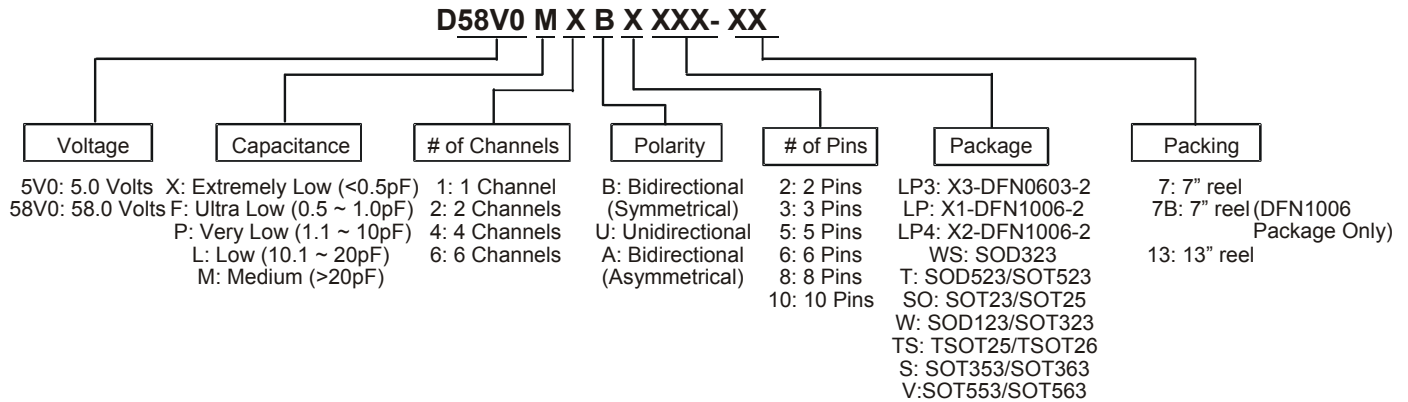 D58V0 M X B X XXX- XX
Voltage
Capacitance
# of Channels
Polarity
# of Pins
Package
Packing
5V0: 5.0 Volts
58V0: 58.0 Volts
X: Extremely Low (<0.5pF)
F: Ultra Low (0.5 ~ 1.0pF)
P: Very Low (1.1 ~ 10pF)
L: Low (10.1 ~ 20pF)
M: Medium (>20pF)
1: 1 Channel
2: 2 Channels
4: 4 Channels
6: 6 Channels
B: Bidirectional
(Symmetrical)
U: Unidirectional
A: Bidirectional
(Asymmetrical)
2: 2 Pins
3: 3 Pins
5: 5 Pins
6: 6 Pins
8: 8 Pins
10: 10 Pins
LP3: X3-DFN0603-2
LP: X1-DFN1006-2
LP4: X2-DFN1006-2
WS: SOD323
T: SOD523/SOT523
SO: SOT23/SOT25
W: SOD123/SOT323
TS: TSOT25/TSOT26
S: SOT353/SOT363
V:SOT553/SOT563
7: 7” reel
7B: 7” reel (DFN1006
Package Only)
13: 13” reel